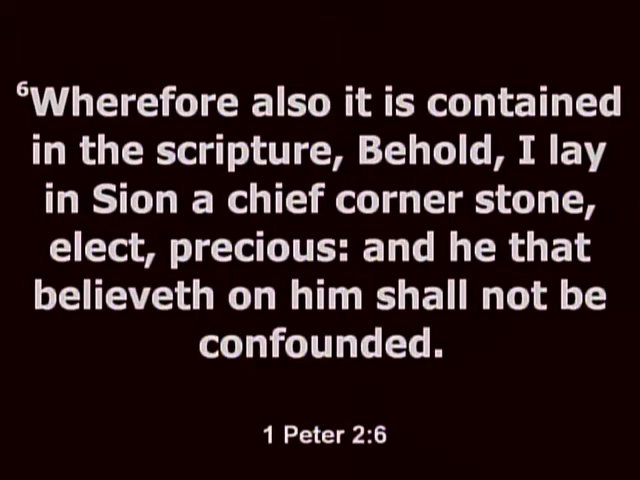 ⁶Wherefore also it is contained
in the scripture, Behold, I lay
in Sion a chief corner stone,
elect, precious: and he that
believeth on him shall not be
confounded.
1 Peter 2:6